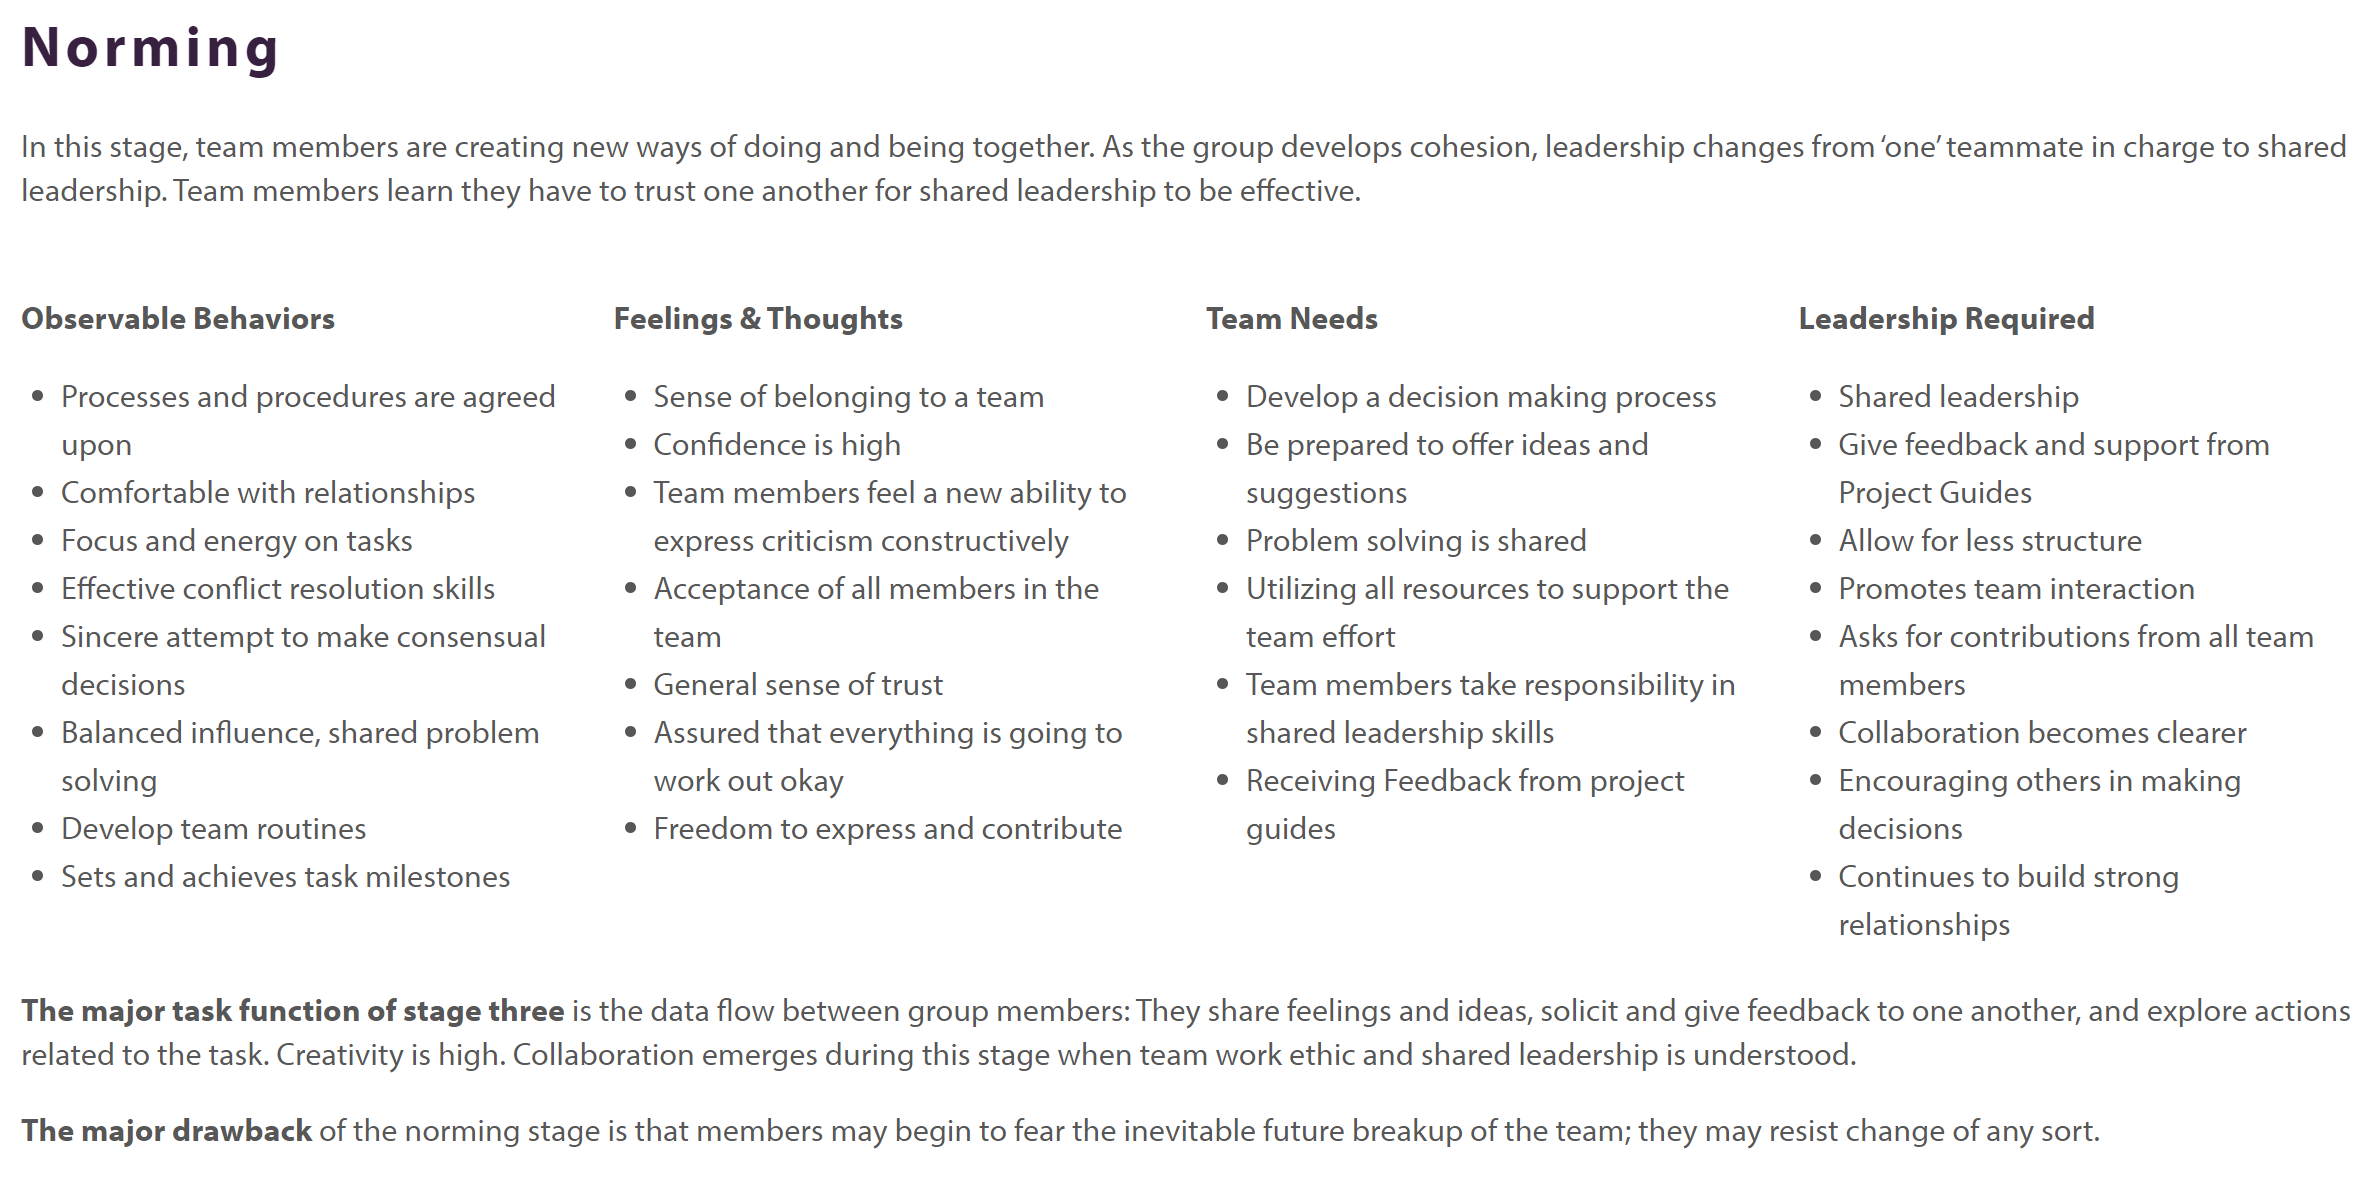 Norming
In this stage, team members are creating new ways of doing and being together. As the group develops cohesion, leadership changes from ‘one’ teammate in charge to shared
leadership. Team members learn they have to trust one another for shared leadership to be effective.
Observable Behaviors
• Processes and procedures are agreed
upon
• Comfortable with relationships
• Focus and energy on tasks
• Effective conflict resolution skills
• Sincere attempt to make consensual
decisions
• Balanced influence, shared problem
solving
• Develop team routines
• Sets and achieves task milestones
Feelings & Thoughts
• Sense of belonging to a team
• Confidence is high
• Team members feel a new ability to
express criticism constructively
• Acceptance of all members in the
team
• General sense of trust
• Assured that everything is going to
work out okay
• Freedom to express and contribute
Team Needs
• Develop a decision making process
• Be prepared to offer ideas and
suggestions
• Problem solving is shared
• Utilizing all resources to support the
team effort
• Team members take responsibility in
shared leadership skills
• Receiving Feedback from project
guides
Leadership Required
• Shared leadership
• Give feedback and support from
Project Guides
• Allow for less structure
• Promotes team interaction
• Asks for contributions from all team
members
• Collaboration becomes clearer
• Encouraging others in making
decisions
• Continues to build strong
relationships
The major task function of stage three is the data flow between group members: They share feelings and ideas, solicit and give feedback to one another, and explore actions
related to the task. Creativity is high. Collaboration emerges during this stage when team work ethic and shared leadership is understood.
The major drawback of the norming stage is that members may begin to fear the inevitable future breakup of the team; they may resist change of any sort.